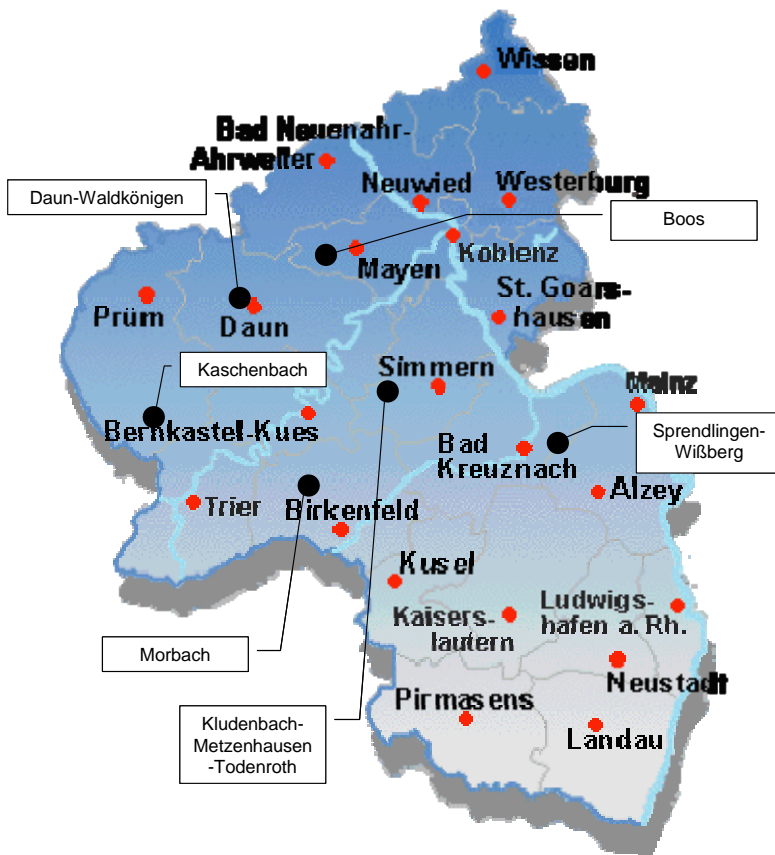 Wissen
Bad Neuenahr-
Ahrweiler
Neuwied
Westerburg
Daun-Waldkönigen
Boos
Koblenz
Mayen
St. Goars-
hausen
Prüm
Daun
Kaschenbach
Simmern
Mainz
Bernkastel-Kues
Bad
Kreuznach
Sprendlingen-
Wißberg
Trier
Birkenfeld
Alzey
Kusel
Kaisers-
lautern
Ludwigs-
hafen a. Rh.
Morbach
Neustadt
Pirmasens
Landau
Kludenbach-
Metzenhausen
-Todenroth